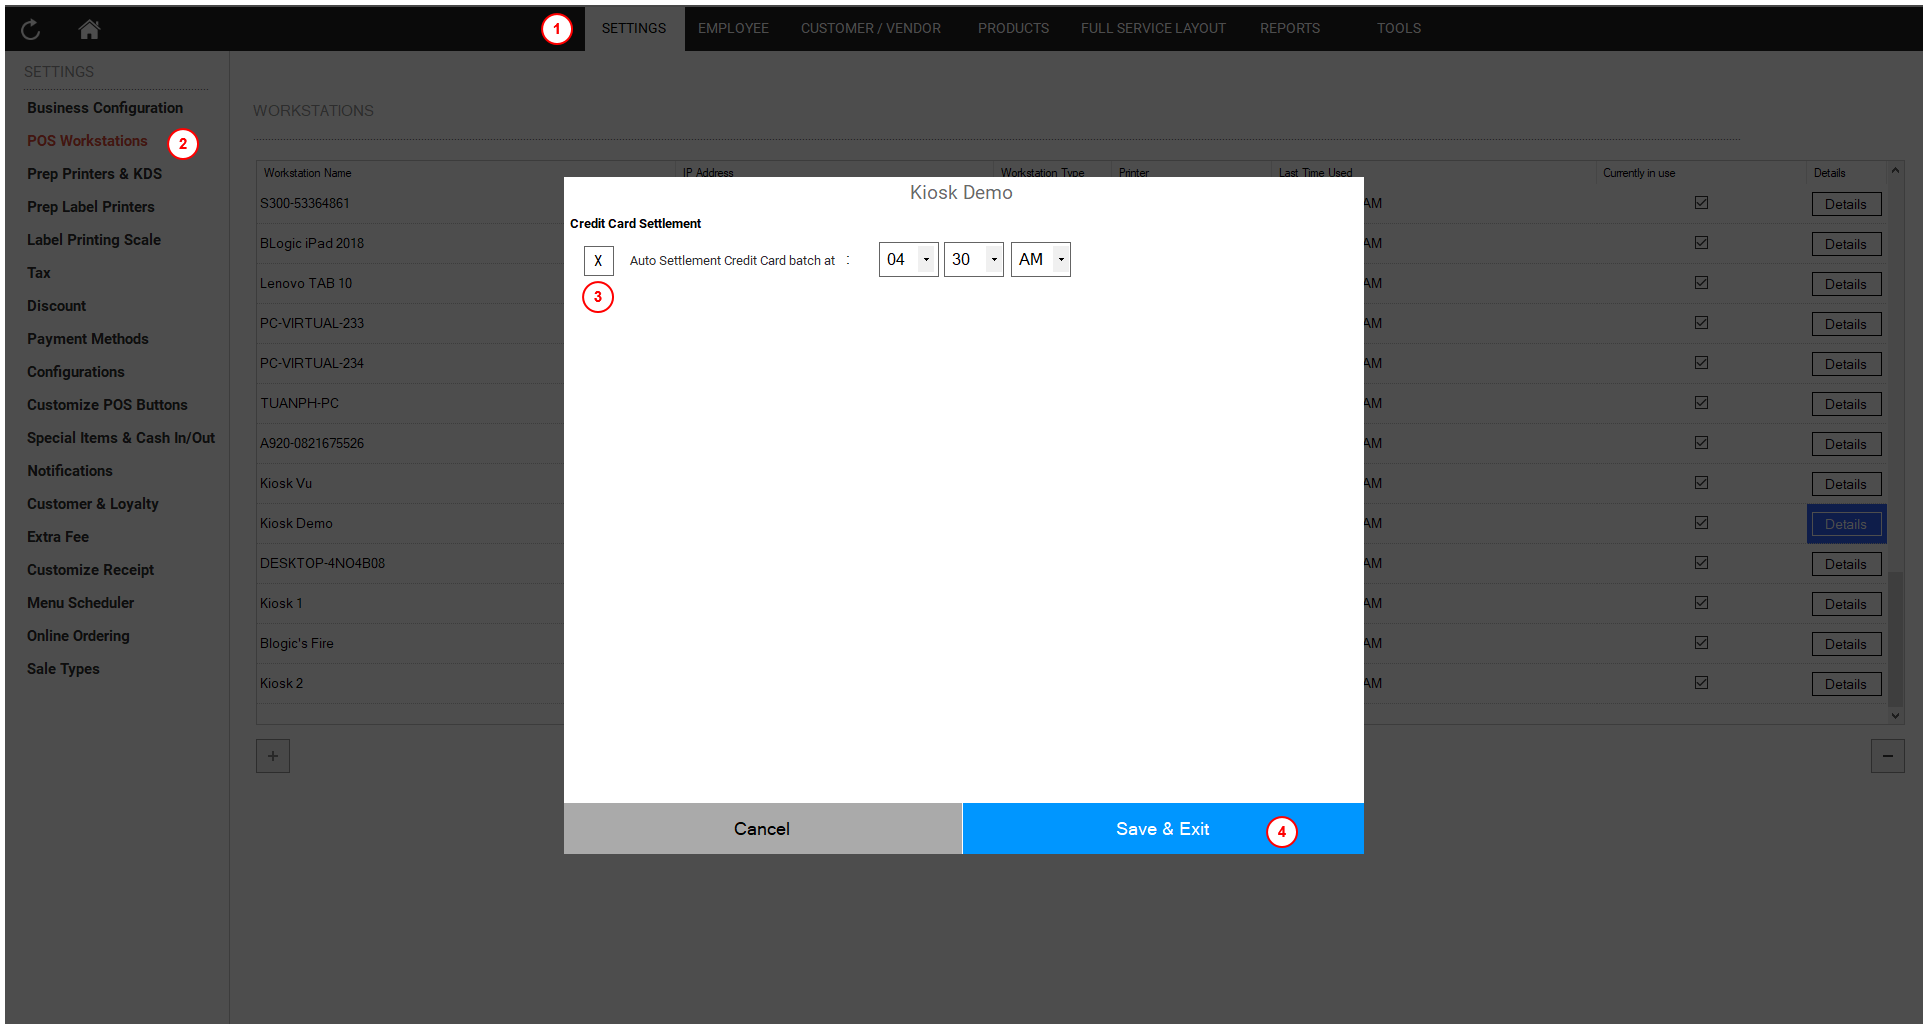 1 SETTINGS EMPLOYEE CUSTOMER / VENDOR PRODUCTS FULL SERVICE LAYOUT REPORTS TOOLS
SETTINGS
Business Configuration
POS Workstations 2
Prep Printers & KDS
Prep Label Printers
Label Printing Scale
Tax
Discount
Payment Methods
Configurations
Customize POS Buttons
Special Items & Cash In/Out
Notifications
Customer & Loyalty
Extra Fee
Customize Receipt
Menu Scheduler
Online Ordering
Sale Types
WORKSTATIONS
Workstation Name IP Address Workstation Type Printer Last Time Used Currently in use Details
S300-53364861 AM Details
BLogic iPad 2018 AM Details
Lenovo TAB 10 AM Details
PC-VIRTUAL-233 AM Details
PC-VIRTUAL-234 AM Details
TUANPH-PC AM Details
A920-0821675526 AM Details
Kiosk Vu AM Details
Kiosk Demo AM Details
DESKTOP-4NO4B08 AM Details
Kiosk 1 AM Details
Blogic's Fire AM Details
Kiosk 2 AM Details
+ −
Kiosk Demo
Credit Card Settlement
X Auto Settlement Credit Card batch at : 04 30 AM
3
Cancel Save & Exit 4